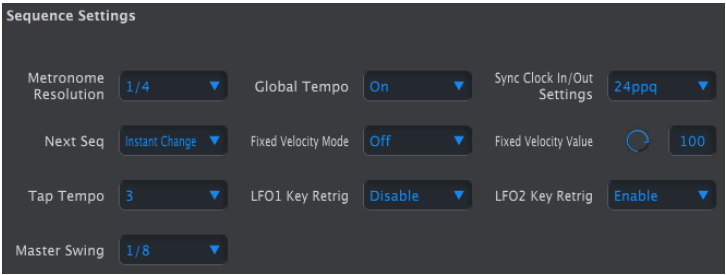 Sequence Settings
Metronome
Resolution
1/4
Global Tempo
On
Sync Clock In/Out
Settings
24ppq
Next Seq
Instant Change
Fixed Velocity Mode
Off
Fixed Velocity Value
100
Tap Tempo
3
LFO1 Key Retrig
Disable
LFO2 Key Retrig
Enable
Master Swing
1/8